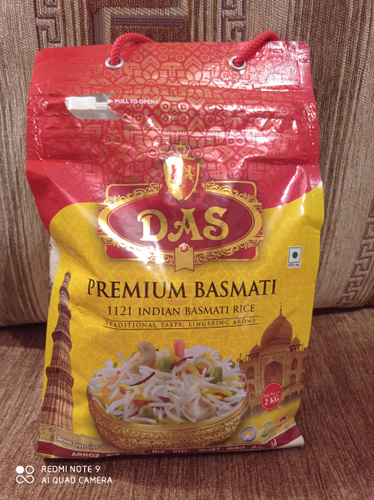 PULL TO OPEN
DAS
PREMIUM BASMATI
1121 INDIAN BASMATI RICE
TRADITIONAL TASTE, LINGERING AROMA
2 KG
ARROZ
REDMI NOTE 9
AI QUAD CAMERA